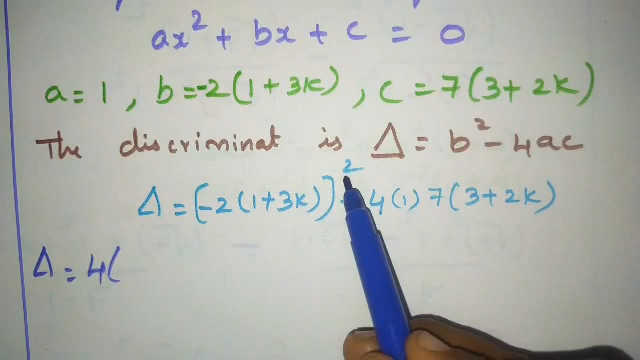 ax² + bx + c = 0
a = 1 , b = -2(1+3k) , c = 7(3+2k)
The discriminat is Δ = b² - 4ac
Δ = [-2(1+3k)]² 4(1) 7(3+2k)
Δ = 4(